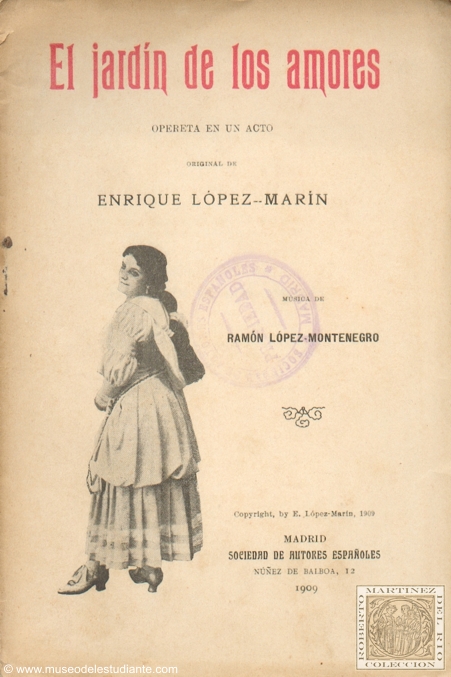 El jardín de los amores
OPERETA EN UN ACTO
ORIGINAL DE
ENRIQUE LÓPEZ--MARÍN
MÚSICA DE
RAMÓN LÓPEZ-MONTENEGRO
Copyright, by E. López-Marín, 1909
MADRID
SOCIEDAD DE AUTORES ESPAÑOLES
NÚÑEZ DE BALBOA, 12
1909
ROBERTO MARTINEZ DEL RIO
COLECCION
© www.museodelestudiante.com